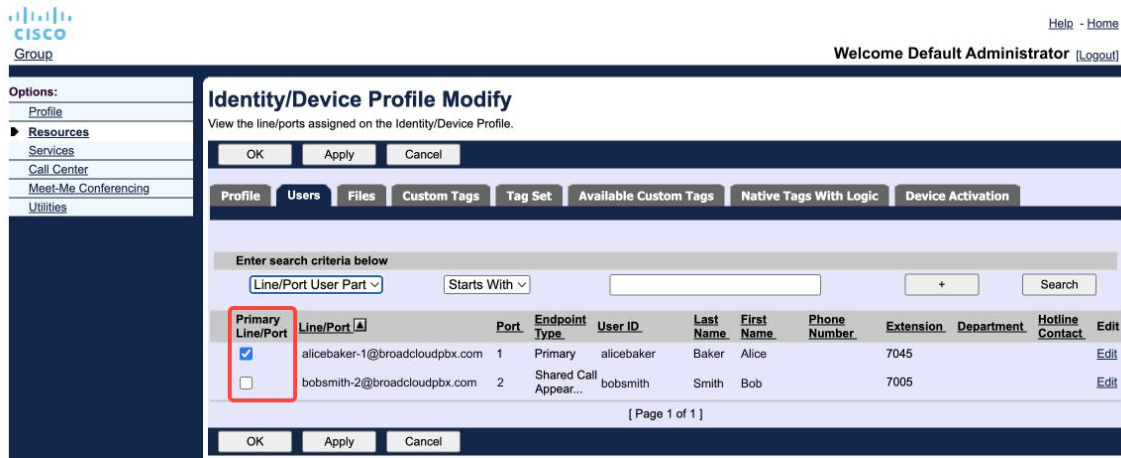 CISCO
Help - Home
Group
Welcome Default Administrator [Logout]
Options:
Profile
Resources
Services
Call Center
Meet-Me Conferencing
Utilities
Identity/Device Profile Modify
View the line/ports assigned on the Identity/Device Profile.
OK Apply Cancel
Profile Users Files Custom Tags Tag Set Available Custom Tags Native Tags With Logic Device Activation
Enter search criteria below
Line/Port User Part Starts With + Search
Primary Line/Port Line/Port Port Endpoint Type User ID Last Name First Name Phone Number Extension Department Hotline Contact Edit
alicebaker-1@broadcloudpbx.com 1 Primary alicebaker Baker Alice 7045 Edit
bobsmith-2@broadcloudpbx.com 2 Shared Call Appear... bobsmith Smith Bob 7005 Edit
[ Page 1 of 1 ]
OK Apply Cancel